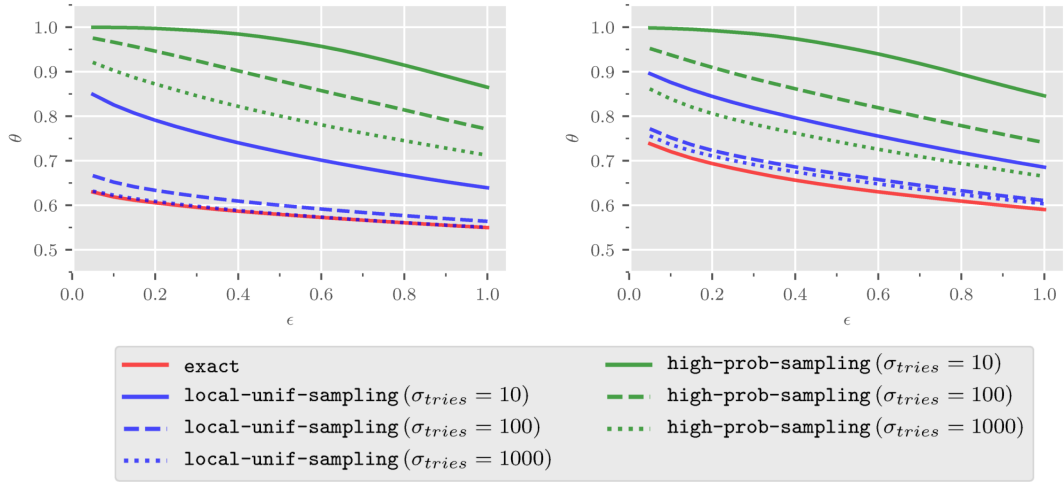 1.0
0.9
0.8
0.7
0.6
0.5
θ
0.0 0.2 0.4 0.6 0.8 1.0
ϵ
1.0
0.9
0.8
0.7
0.6
0.5
θ
0.0 0.2 0.4 0.6 0.8 1.0
ϵ
exact
local-unif-sampling (σ_tries = 10)
local-unif-sampling (σ_tries = 100)
local-unif-sampling (σ_tries = 1000)
high-prob-sampling (σ_tries = 10)
high-prob-sampling (σ_tries = 100)
high-prob-sampling (σ_tries = 1000)